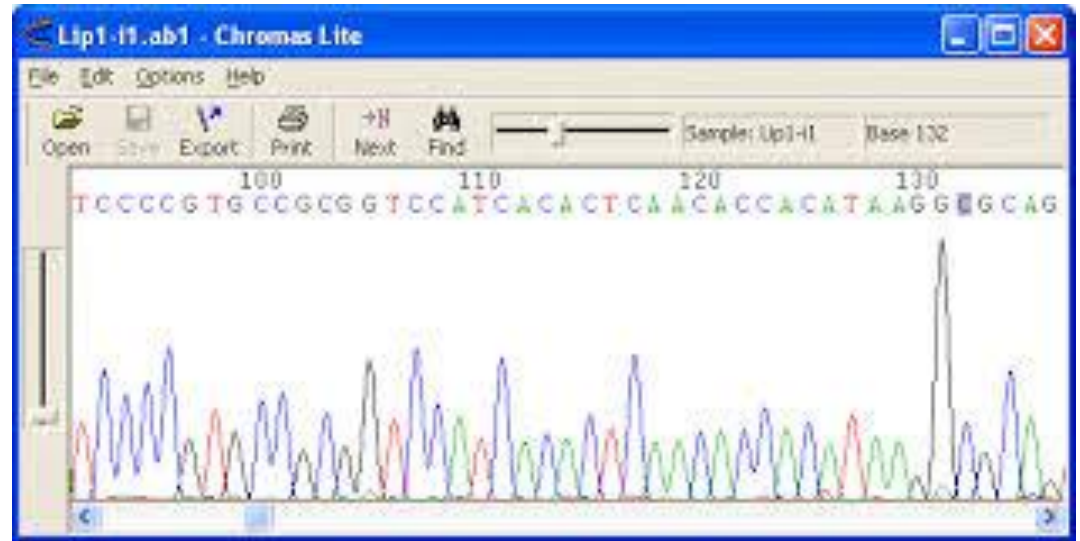 Lip1-i1.ab1 - Chromas Lite
File Edit Options Help
Open Save Export Print Next Find Sample: Lip1-i1 Base 132
100 110 120 130
TCCCCGTGCCGCGGTCCATCACACTCAACACCACATAAGGCGCAG